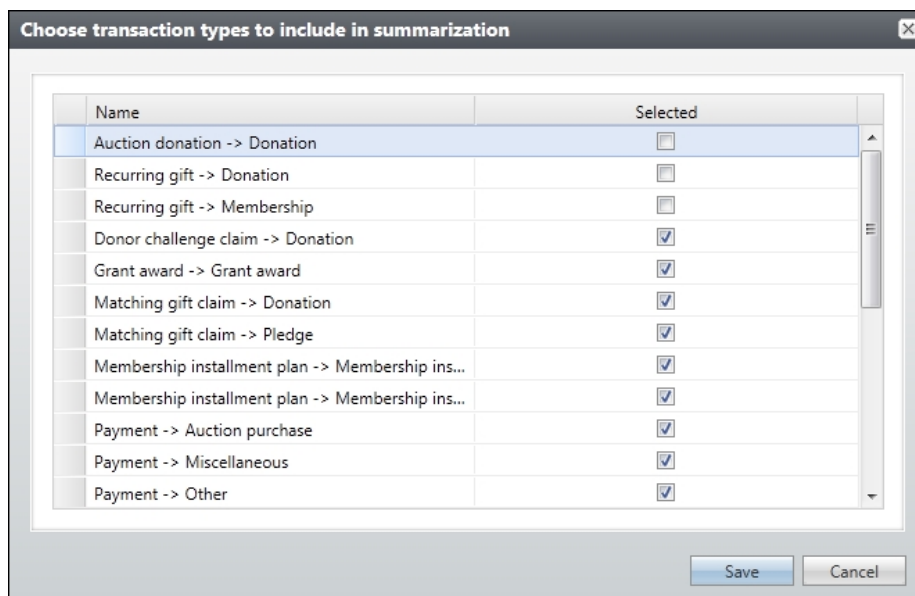 Choose transaction types to include in summarization
Name Selected
Auction donation -> Donation
Recurring gift -> Donation
Recurring gift -> Membership
Donor challenge claim -> Donation
Grant award -> Grant award
Matching gift claim -> Donation
Matching gift claim -> Pledge
Membership installment plan -> Membership ins...
Membership installment plan -> Membership ins...
Payment -> Auction purchase
Payment -> Miscellaneous
Payment -> Other
Save Cancel